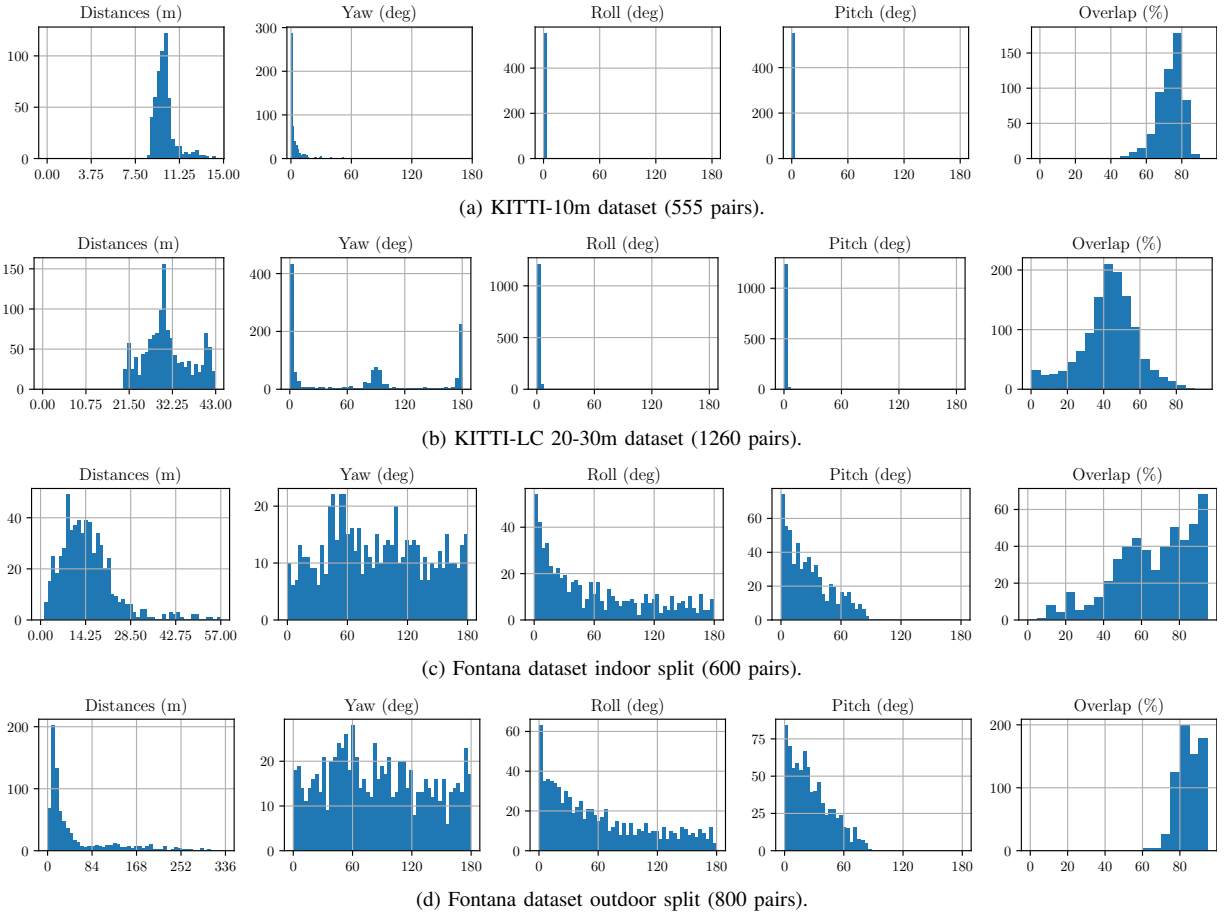 Distances (m) Yaw (deg) Roll (deg) Pitch (deg) Overlap (%)
300
100 400 400 150
200 100
50 200 200
100 50
0 0 0 0 0
0.00 3.75 7.50 11.25 15.00 0 60 120 180 0 60 120 180 0 60 120 180 0 20 40 60 80
(a) KITTI-10m dataset (555 pairs).
Distances (m) Yaw (deg) Roll (deg) Pitch (deg) Overlap (%)
150 400 1000 1000 200
100 200 500 500 100
50
0 0 0 0 0
0.00 10.75 21.50 32.25 43.00 0 60 120 180 0 60 120 180 0 60 120 180 0 20 40 60 80
(b) KITTI-LC 20-30m dataset (1260 pairs).
Distances (m) Yaw (deg) Roll (deg) Pitch (deg) Overlap (%)
40 20 40 60 60
20 10 20 40 40
20 20
0 0 0 0 0
0.00 14.25 28.50 42.75 57.00 0 60 120 180 0 60 120 180 0 60 120 180 0 20 40 60 80
(c) Fontana dataset indoor split (600 pairs).
Distances (m) Yaw (deg) Roll (deg) Pitch (deg) Overlap (%)
200 20 60 75 200
100 10 40 50 100
20 25
0 0 0 0 0
0 84 168 252 336 0 60 120 180 0 60 120 180 0 60 120 180 0 20 40 60 80
(d) Fontana dataset outdoor split (800 pairs).